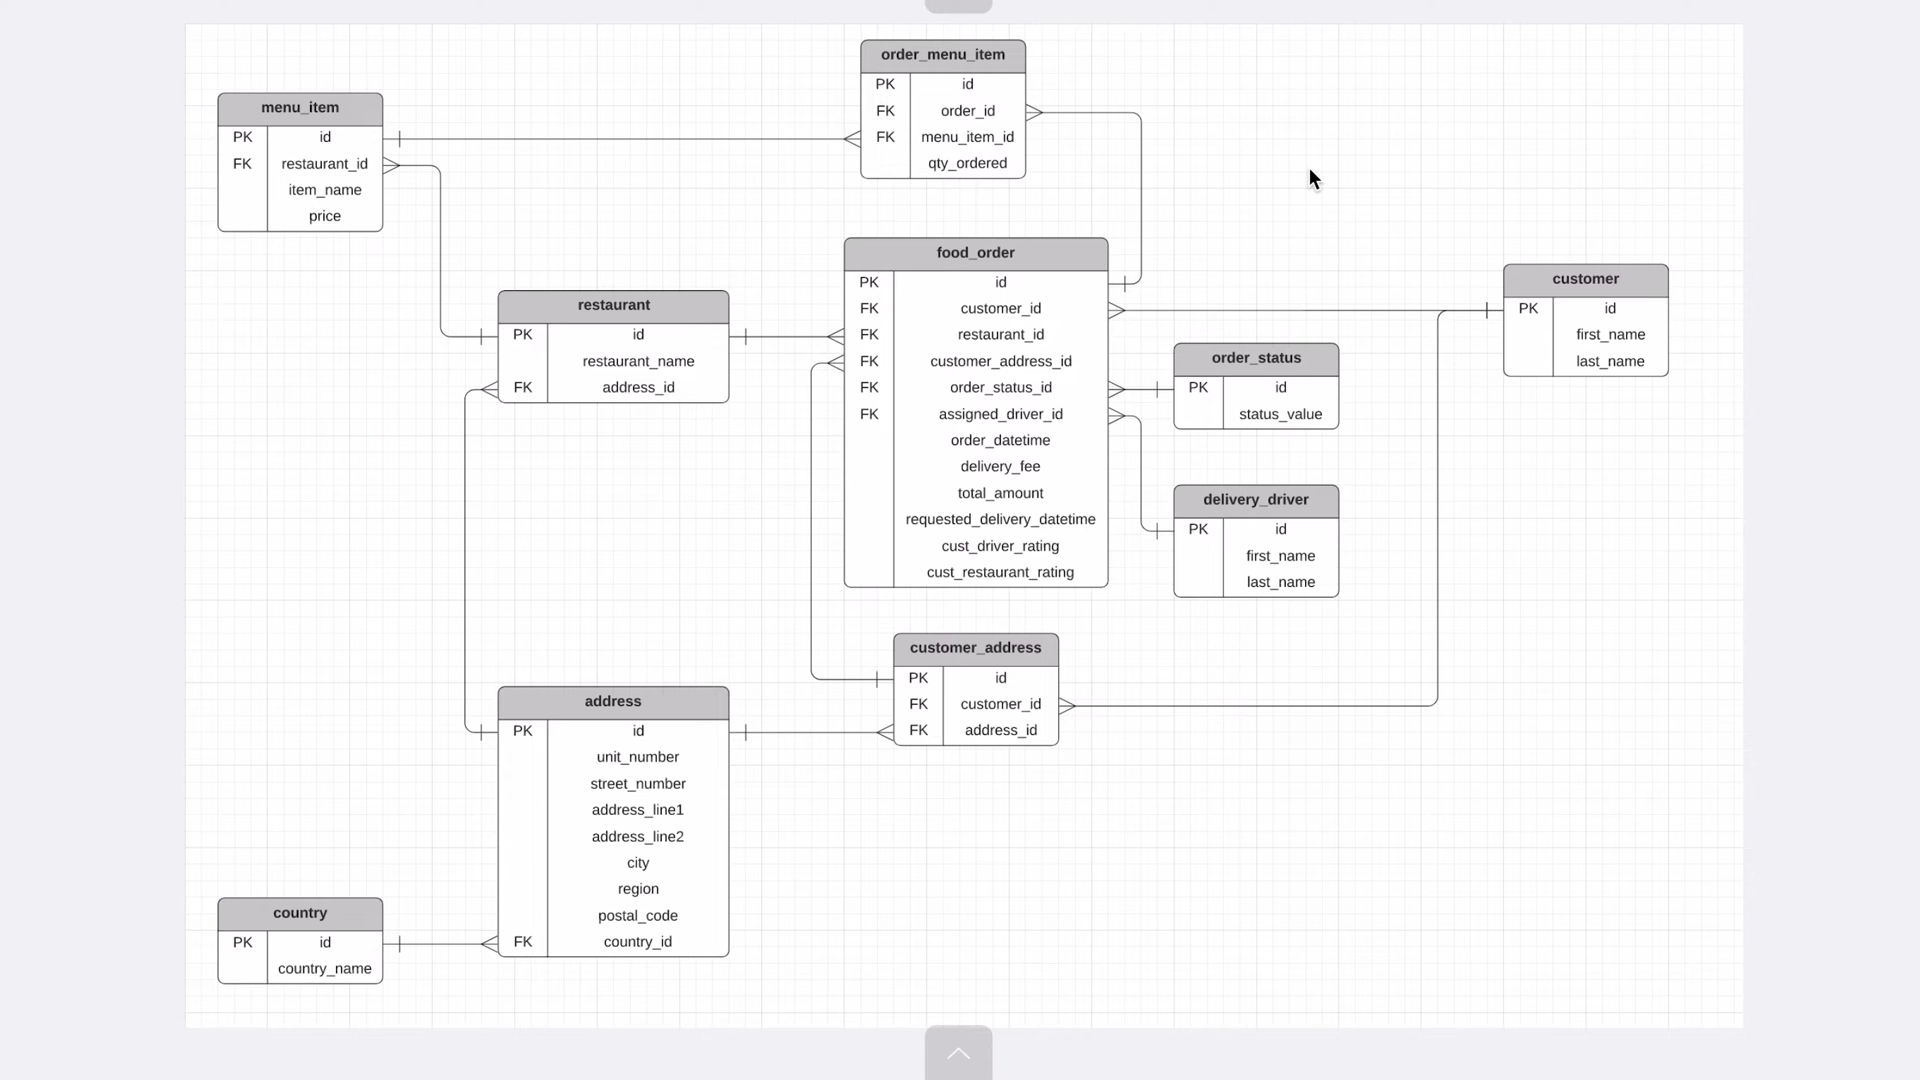 order_menu_item
PK id
FK order_id
FK menu_item_id
qty_ordered
menu_item
PK id
FK restaurant_id
item_name
price
food_order
PK id
FK customer_id
FK restaurant_id
FK customer_address_id
FK order_status_id
FK assigned_driver_id
order_datetime
delivery_fee
total_amount
requested_delivery_datetime
cust_driver_rating
cust_restaurant_rating
customer
PK id
first_name
last_name
restaurant
PK id
restaurant_name
FK address_id
order_status
PK id
status_value
delivery_driver
PK id
first_name
last_name
customer_address
PK id
FK customer_id
FK address_id
address
PK id
unit_number
street_number
address_line1
address_line2
city
region
postal_code
FK country_id
country
PK id
country_name